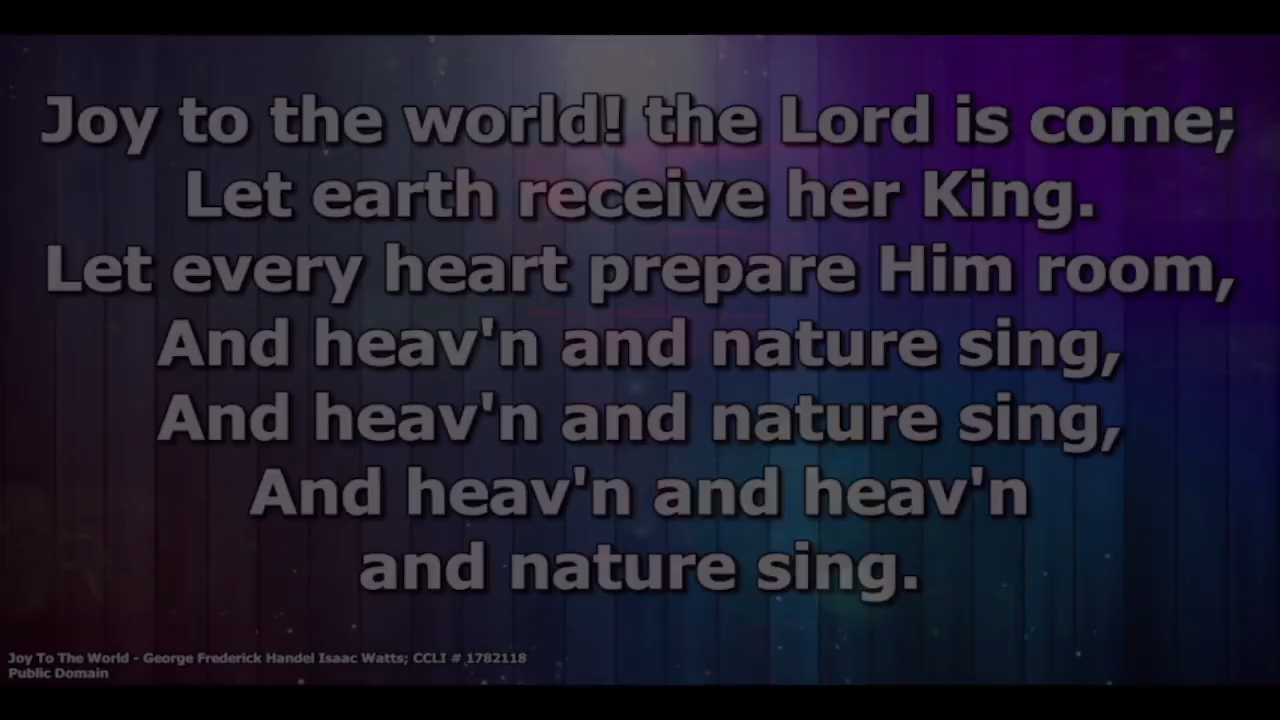 Joy to the world! the Lord is come;
Let earth receive her King.
Let every heart prepare Him room,
And heav'n and nature sing,
And heav'n and nature sing,
And heav'n and heav'n
and nature sing.
Joy To The World - George Frederick Handel Isaac Watts; CCLI # 1782118
Public Domain